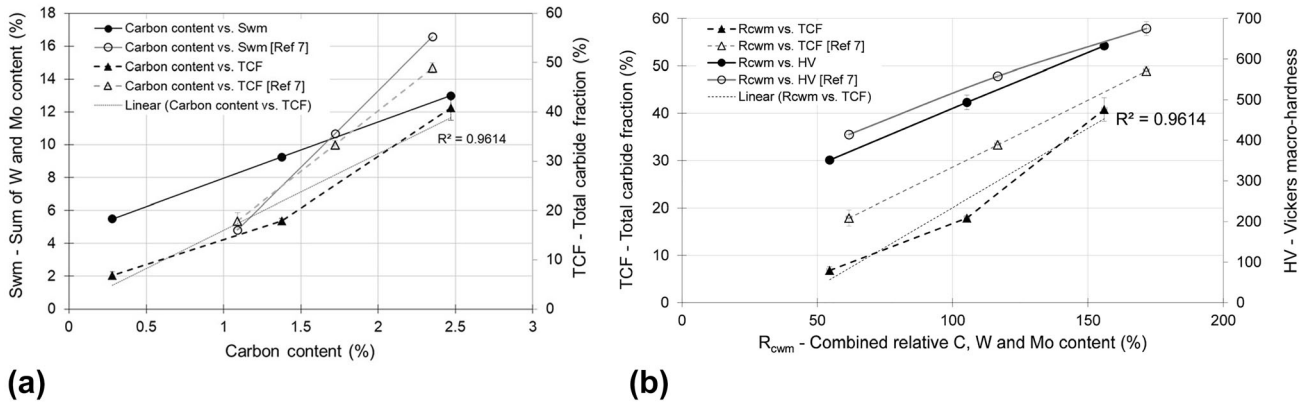 Swm - Sum of W and Mo content (%)
18
16
14
12
10
8
6
4
2
0
Carbon content vs. Swm
Carbon content vs. Swm [Ref 7]
Carbon content vs. TCF
Carbon content vs. TCF [Ref 7]
Linear (Carbon content vs. TCF)
R² = 0.9614
60
50
40
30
20
10
0
TCF - Total carbide fraction (%)
0 0.5 1 1.5 2 2.5 3
Carbon content (%)
(a)
TCF - Total carbide fraction (%)
60
50
40
30
20
10
0
Rcwm vs. TCF
Rcwm vs. TCF [Ref 7]
Rcwm vs. HV
Rcwm vs. HV [Ref 7]
Linear (Rcwm vs. TCF)
R² = 0.9614
700
600
500
400
300
200
100
0
HV - Vickers macro-hardness
0 50 100 150 200
Rcwm - Combined relative C, W and Mo content (%)
(b)